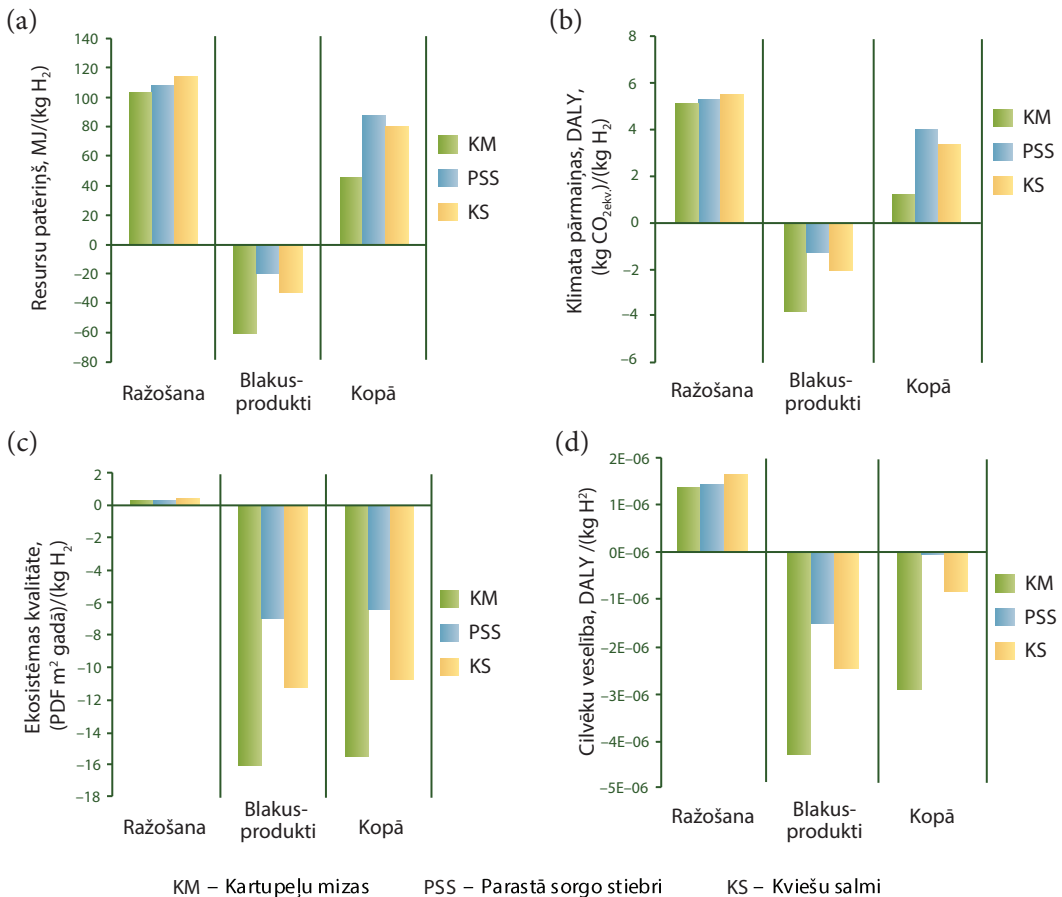 (a)
Resursu patēriņš, MJ/(kg H₂)
140
120
100
80
60
40
20
0
–20
–40
–60
–80
Ražošana
Blakus-
produkti
Kopā
KM
PSS
KS
(b)
Klimata pārmaiņas, DALY,
(kg CO₂ekv.)/(kg H₂)
8
6
4
2
0
–2
–4
–6
Ražošana
Blakus-
produkti
Kopā
KM
PSS
KS
(c)
Ekosistēmas kvalitāte,
(PDF m² gadā)/(kg H₂)
2
0
–2
–4
–6
–8
–10
–12
–14
–16
–18
Ražošana
Blakus-
produkti
Kopā
KM
PSS
KS
(d)
Cilvēku veselība, DALY /(kg H²)
2E–06
1E–06
0E–06
–1E–06
–2E–06
–3E–06
–4E–06
–5E–06
Ražošana
Blakus-
produkti
Kopā
KM
PSS
KS
KM – Kartupeļu mizas PSS – Parastā sorgo stiebri KS – Kviešu salmi